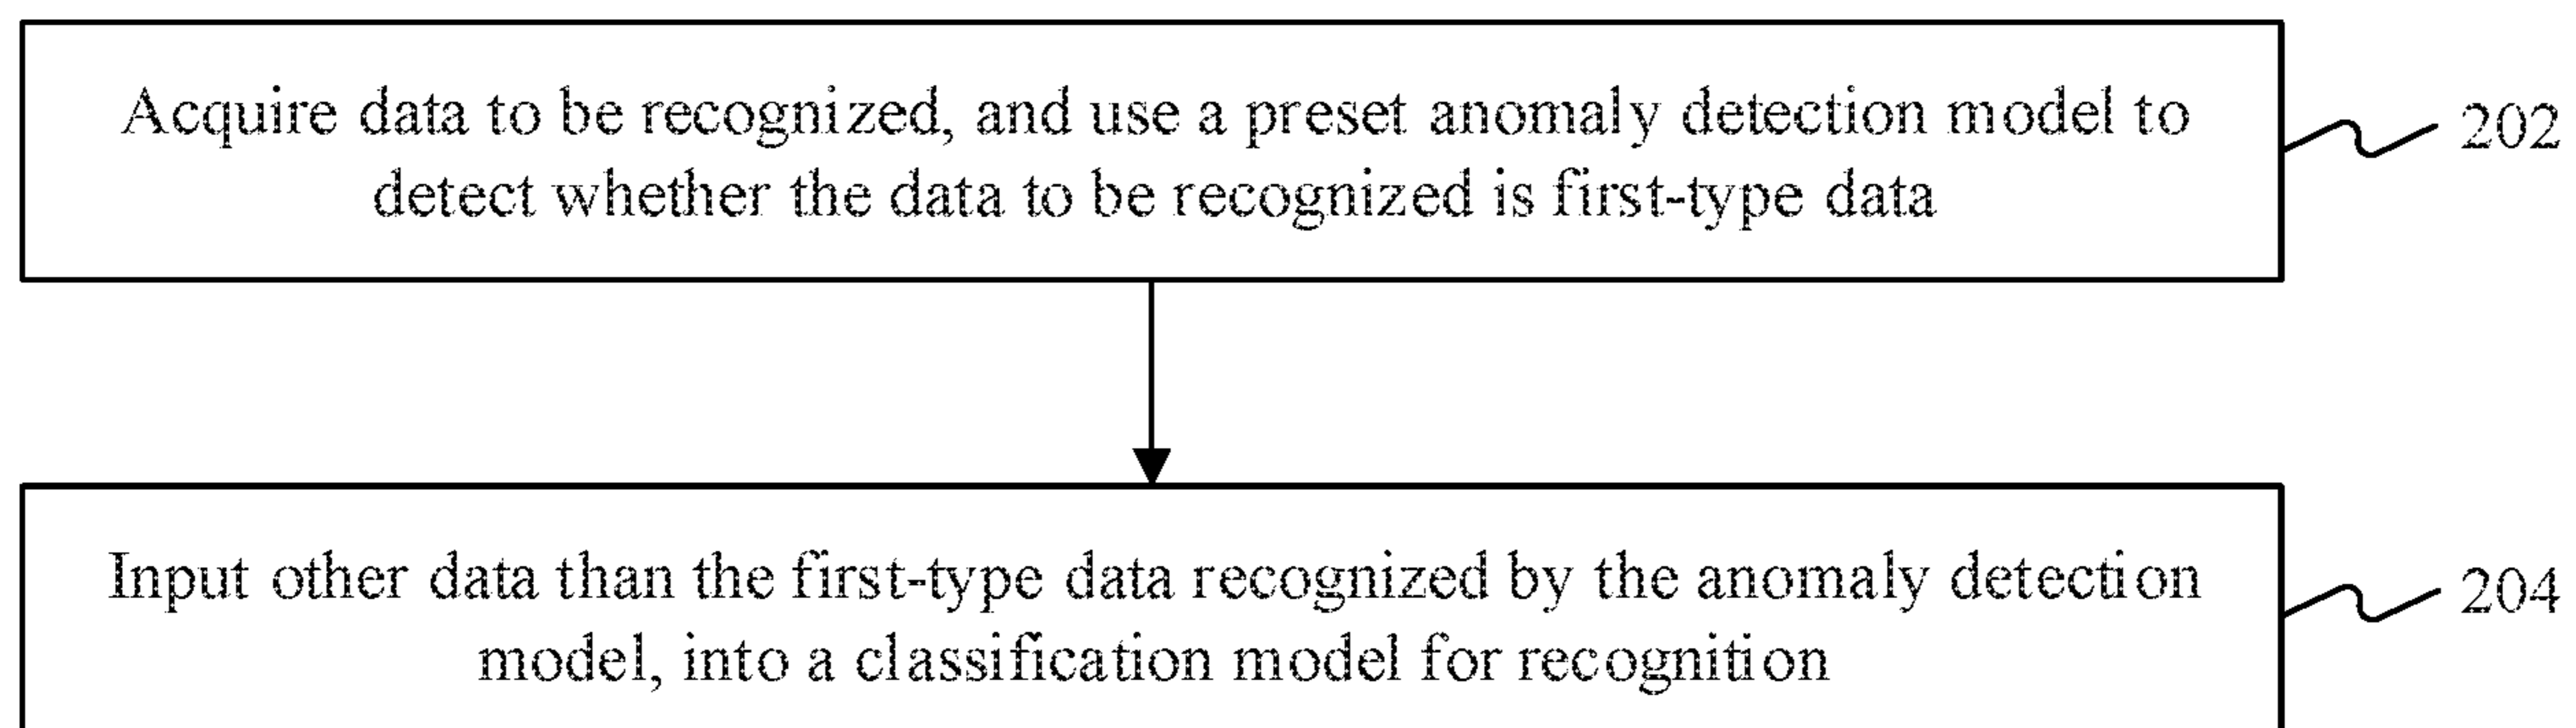 Acquire data to be recognized, and use a preset anomaly detection model to
detect whether the data to be recognized is first-type data
202
Input other data than the first-type data recognized by the anomaly detection
model, into a classification model for recognition
204